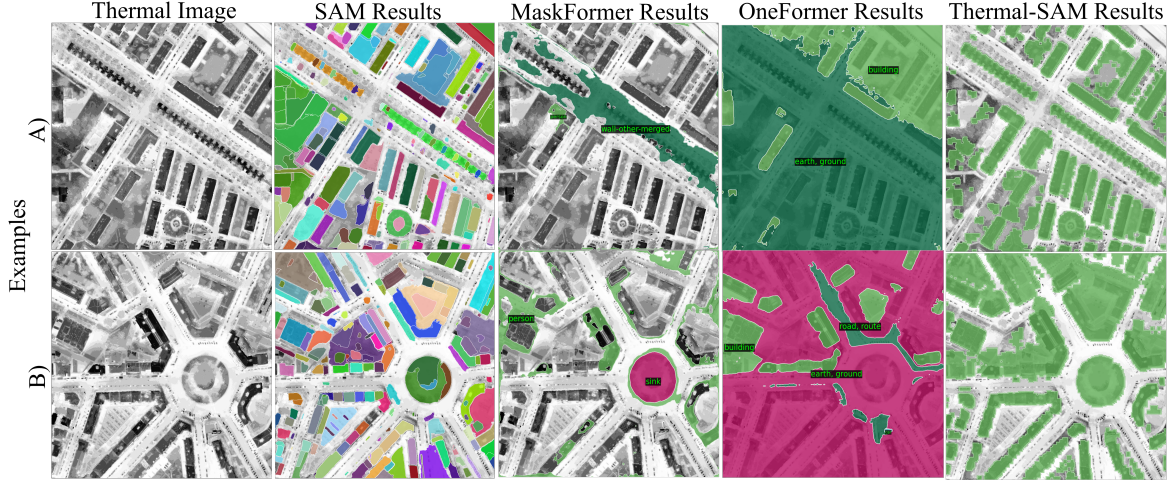 Thermal Image SAM Results MaskFormer Results OneFormer Results Thermal-SAM Results
Examples
A)
wall-other-merged
building
earth, ground
B)
person
sink
building
road, route
earth, ground